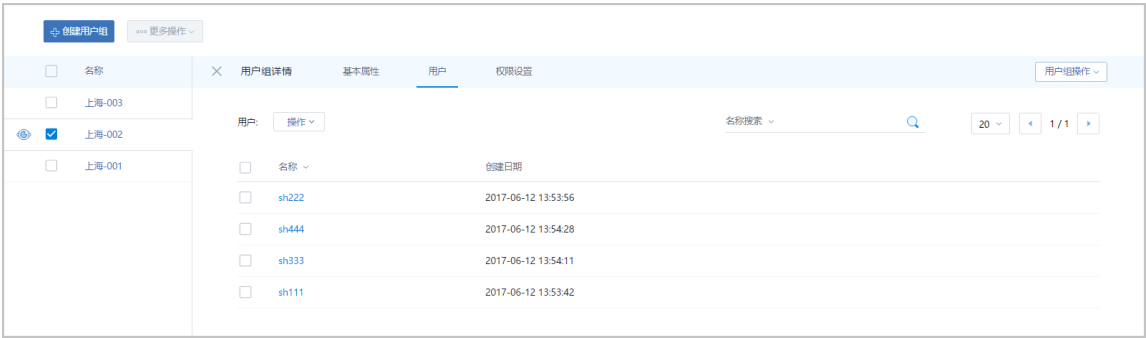 创建用户组 更多操作
名称 用户组详情 基本属性 用户 权限设置 用户组操作
上海-003
用户: 操作 名称搜索 20 1 / 1
上海-002
上海-001
名称 创建日期
sh222 2017-06-12 13:53:56
sh444 2017-06-12 13:54:28
sh333 2017-06-12 13:54:11
sh111 2017-06-12 13:53:42